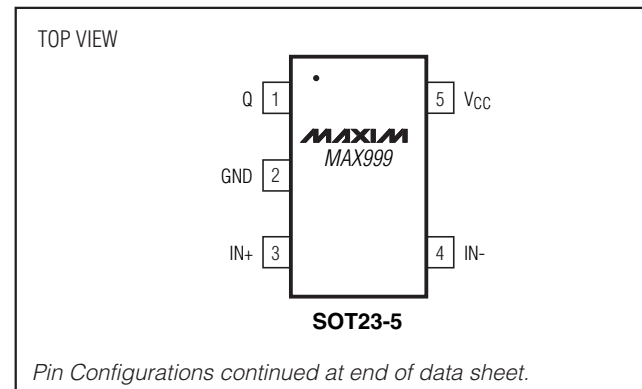 TOP VIEW
Q 1
5 VCC
MAXIM
MAX999
GND 2
IN+ 3
4 IN-
SOT23-5
Pin Configurations continued at end of data sheet.